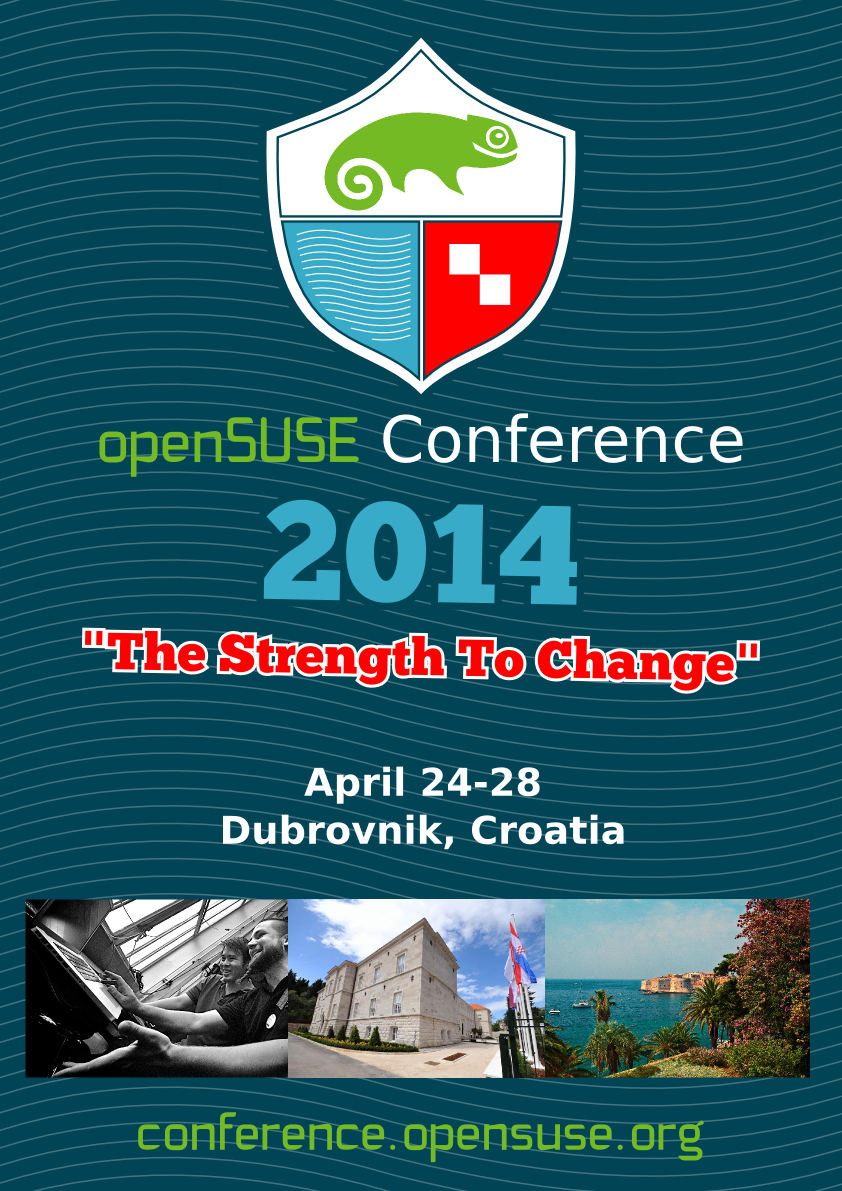 openSUSE Conference
2014
"The Strength To Change"
April 24-28
Dubrovnik, Croatia
conference.opensuse.org